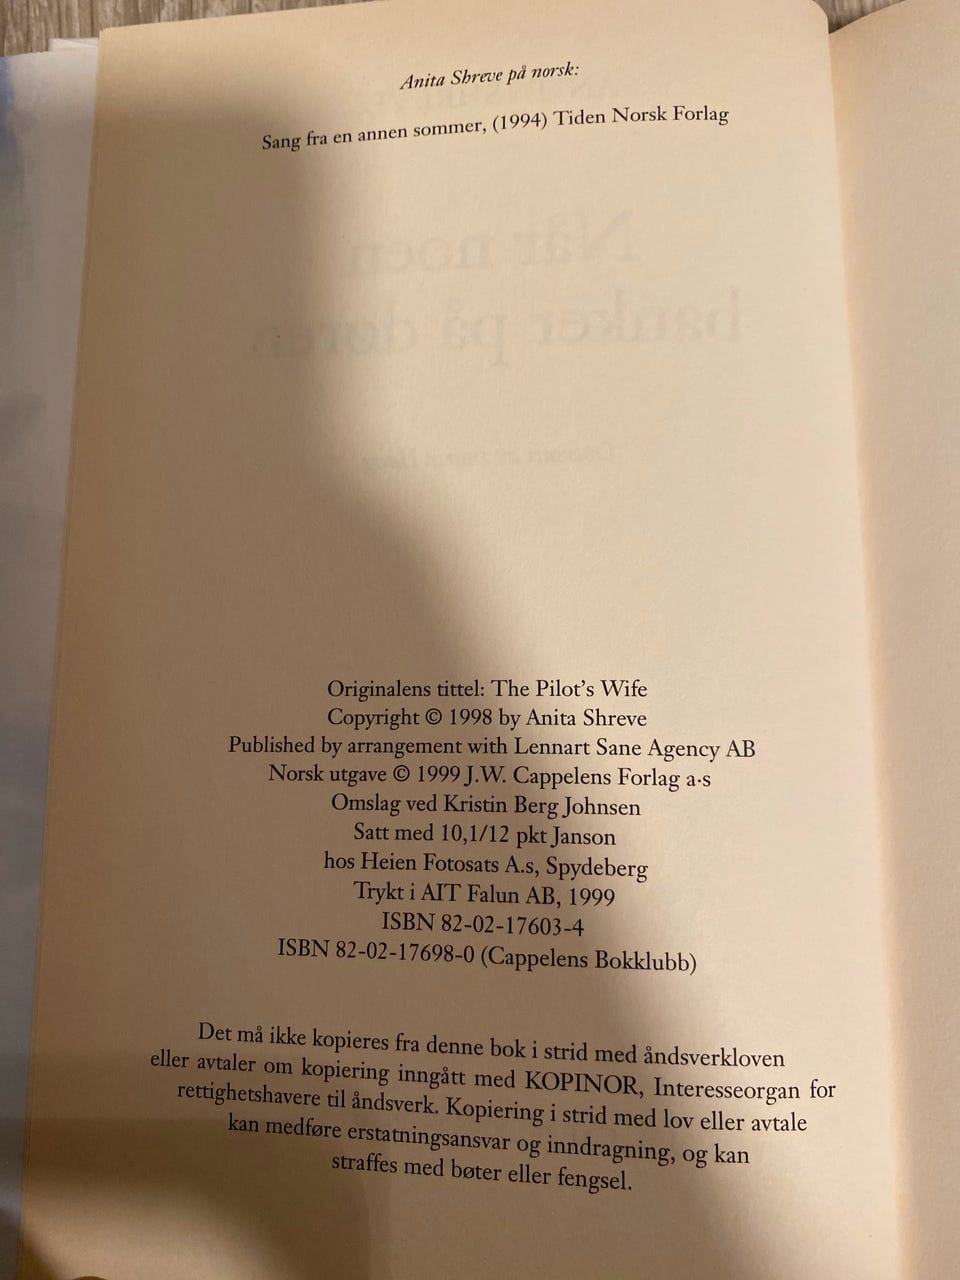 Anita Shreve på norsk:
Sang fra en annen sommer, (1994) Tiden Norsk Forlag
Når noen
banker på døren
Originalens tittel: The Pilot's Wife
Copyright © 1998 by Anita Shreve
Published by arrangement with Lennart Sane Agency AB
Norsk utgave © 1999 J.W. Cappelens Forlag a·s
Omslag ved Kristin Berg Johnsen
Satt med 10,1/12 pkt Janson
hos Heien Fotosats A.s, Spydeberg
Trykt i AIT Falun AB, 1999
ISBN 82-02-17603-4
ISBN 82-02-17698-0 (Cappelens Bokklubb)
Det må ikke kopieres fra denne bok i strid med åndsverkloven
eller avtaler om kopiering inngått med KOPINOR, Interesseorgan for
rettighetshavere til åndsverk. Kopiering i strid med lov eller avtale
kan medføre erstatningsansvar og inndragning, og kan
straffes med bøter eller fengsel.